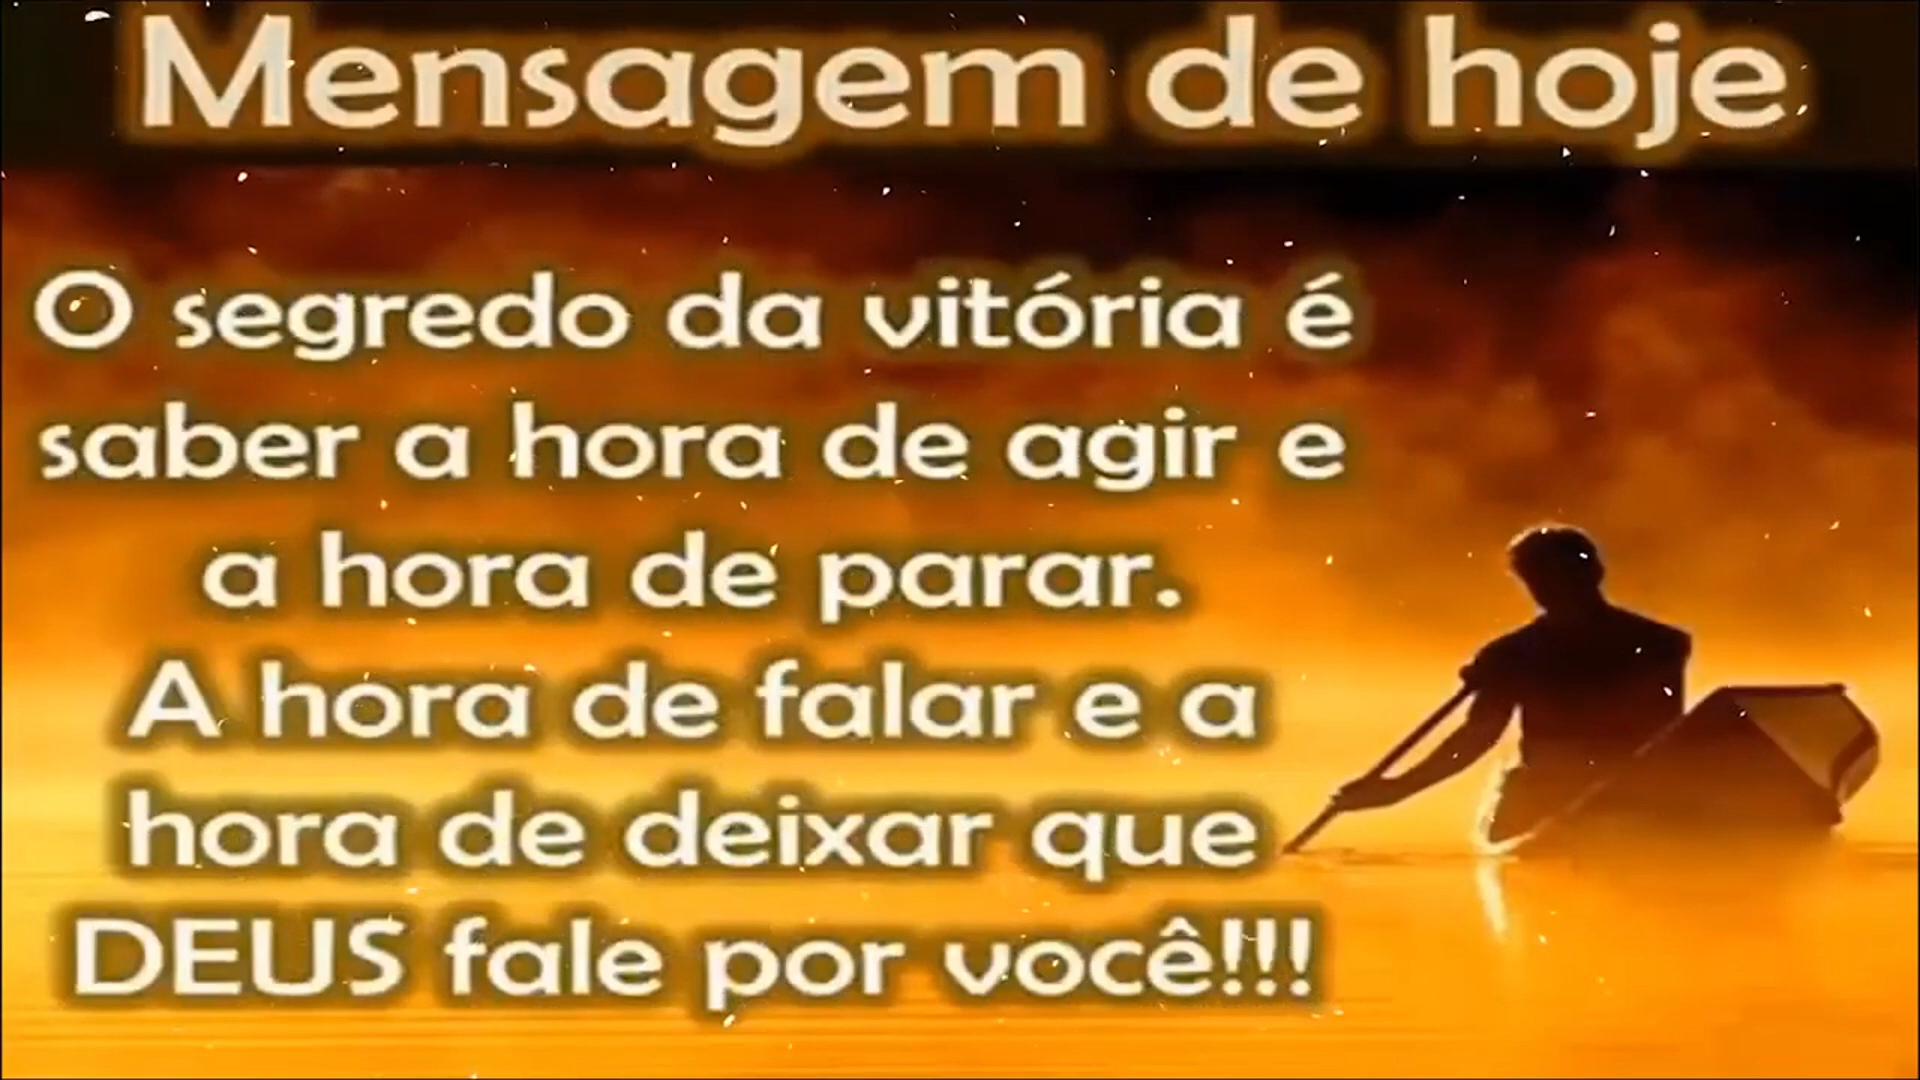 Mensagem de hoje
O segredo da vitória é
saber a hora de agir e
a hora de parar.
A hora de falar e a
hora de deixar que
DEUS fale por você!!!